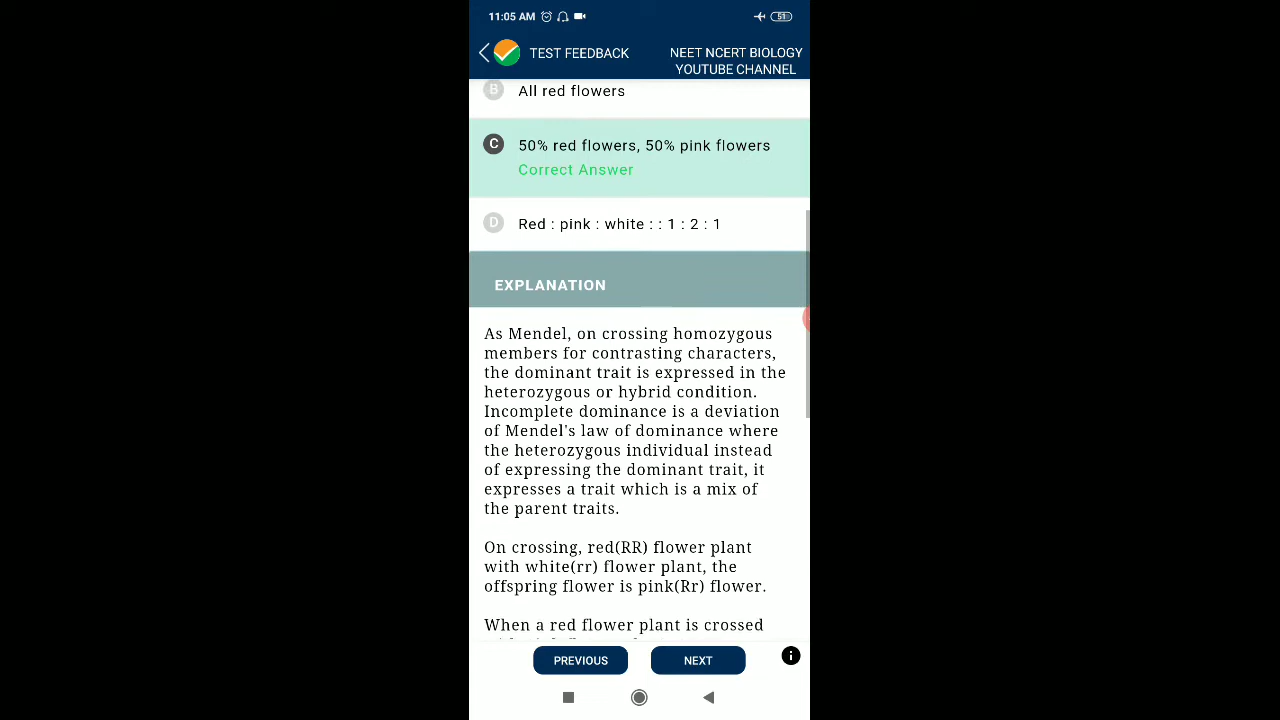 11:05 AM 51
TEST FEEDBACK
NEET NCERT BIOLOGY
YOUTUBE CHANNEL
B All red flowers
C 50% red flowers, 50% pink flowers
Correct Answer
D Red : pink : white : : 1 : 2 : 1
EXPLANATION
As Mendel, on crossing homozygous
members for contrasting characters,
the dominant trait is expressed in the
heterozygous or hybrid condition.
Incomplete dominance is a deviation
of Mendel's law of dominance where
the heterozygous individual instead
of expressing the dominant trait, it
expresses a trait which is a mix of
the parent traits.
On crossing, red(RR) flower plant
with white(rr) flower plant, the
offspring flower is pink(Rr) flower.
When a red flower plant is crossed
PREVIOUS NEXT